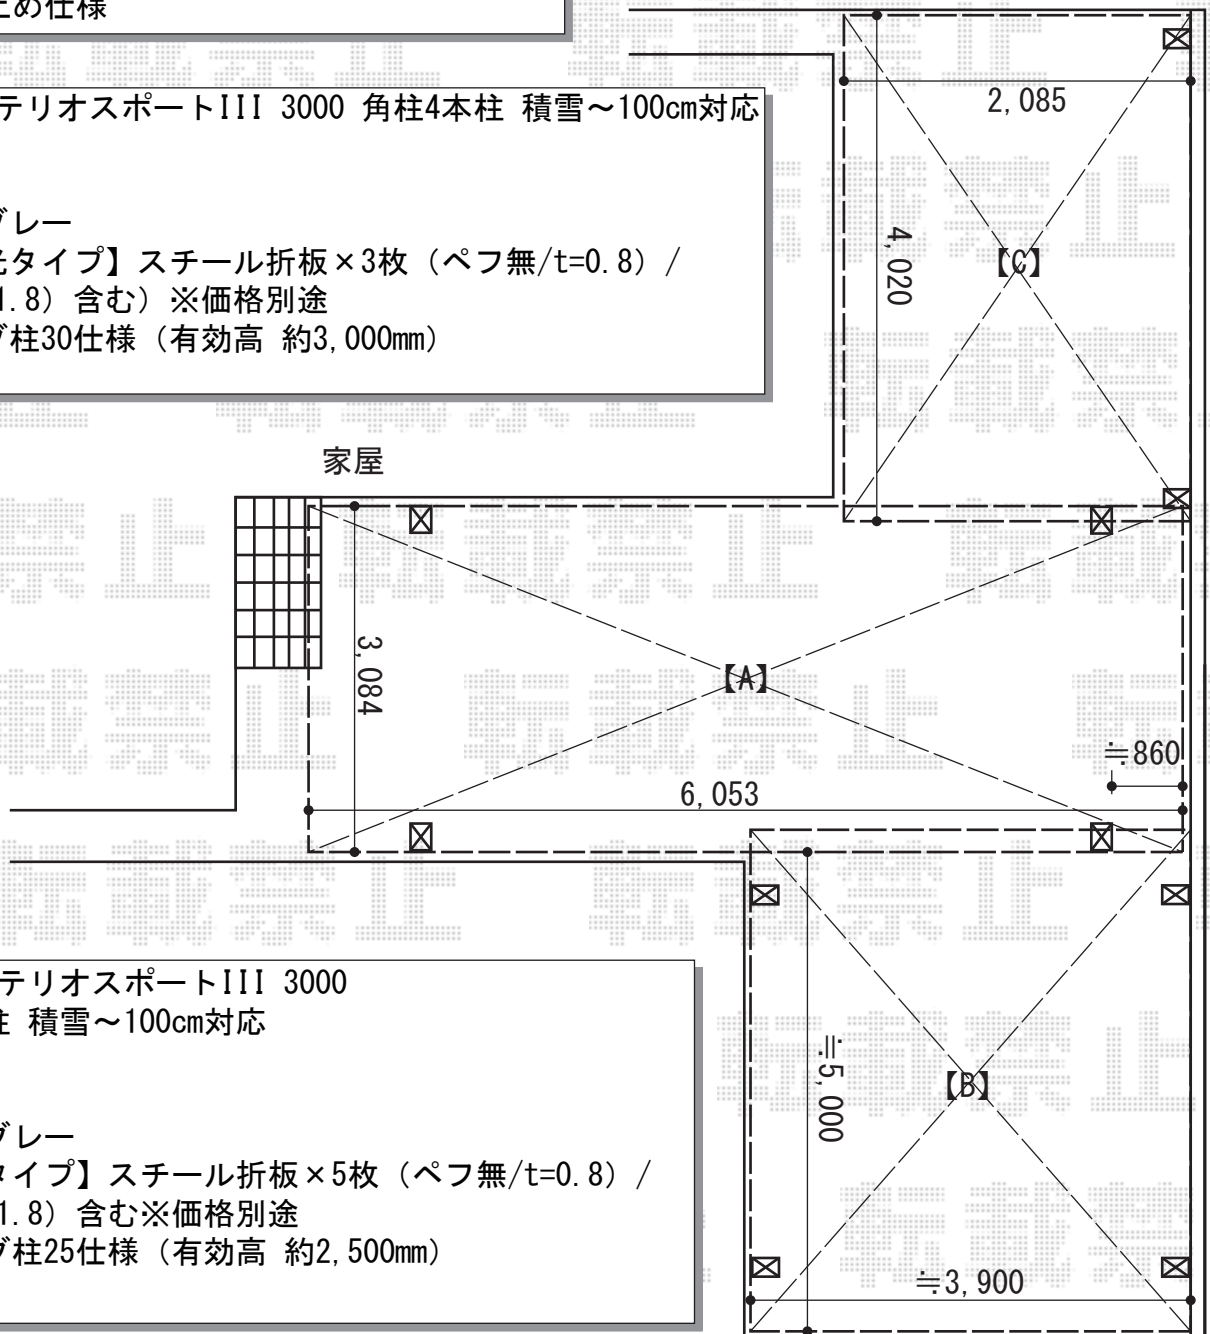 止め仕様
テリオスポートIII 3000 角柱4本柱 積雪～100cm対応
グレー
光タイプ】スチール折板×3枚（ペフ無/t=0.8）/
1.8）含む）※価格別途
グ柱30仕様（有効高 約3,000mm）
2,085
4,020
【C】
家屋
3,084
【A】
≒860
6,053
テリオスポートIII 3000
柱 積雪～100cm対応
グレー
タイプ】スチール折板×5枚（ペフ無/t=0.8）/
1.8）含む※価格別途
グ柱25仕様（有効高 約2,500mm）
≒5,000
【B】
≒3,900
転載禁止